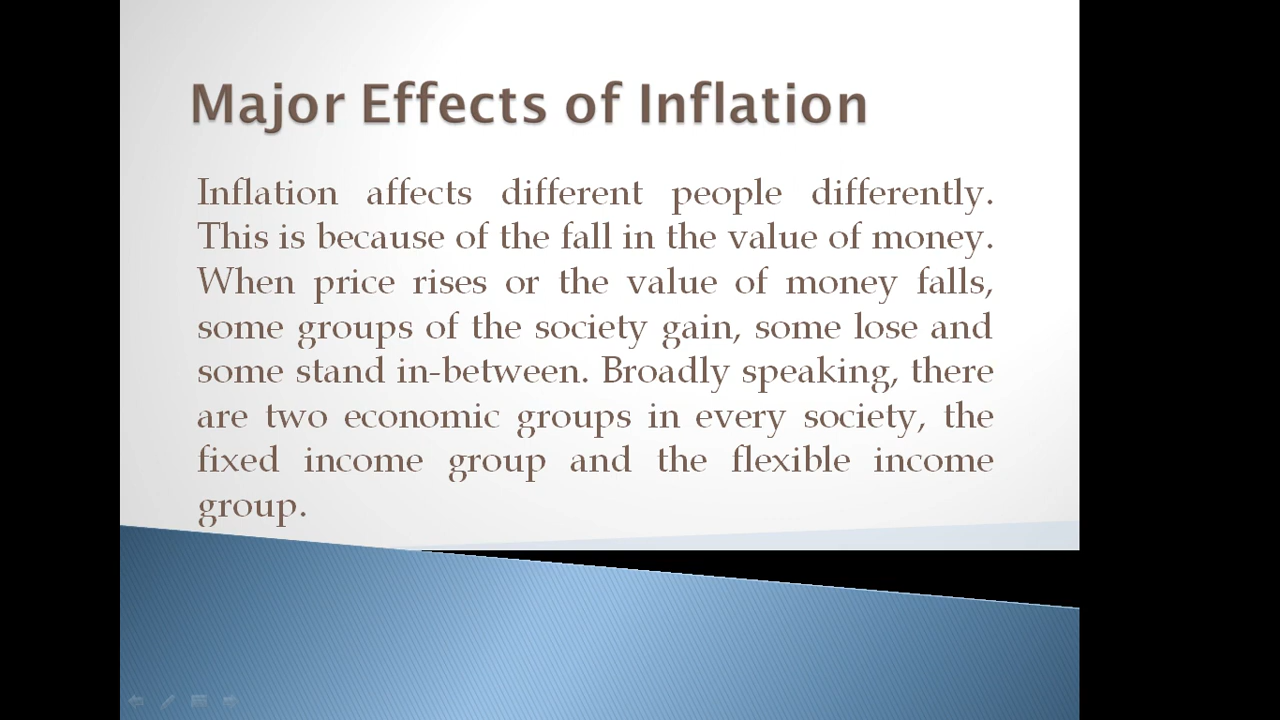 Major Effects of Inflation
Inflation affects different people differently.
This is because of the fall in the value of money.
When price rises or the value of money falls,
some groups of the society gain, some lose and
some stand in-between. Broadly speaking, there
are two economic groups in every society, the
fixed income group and the flexible income
group.